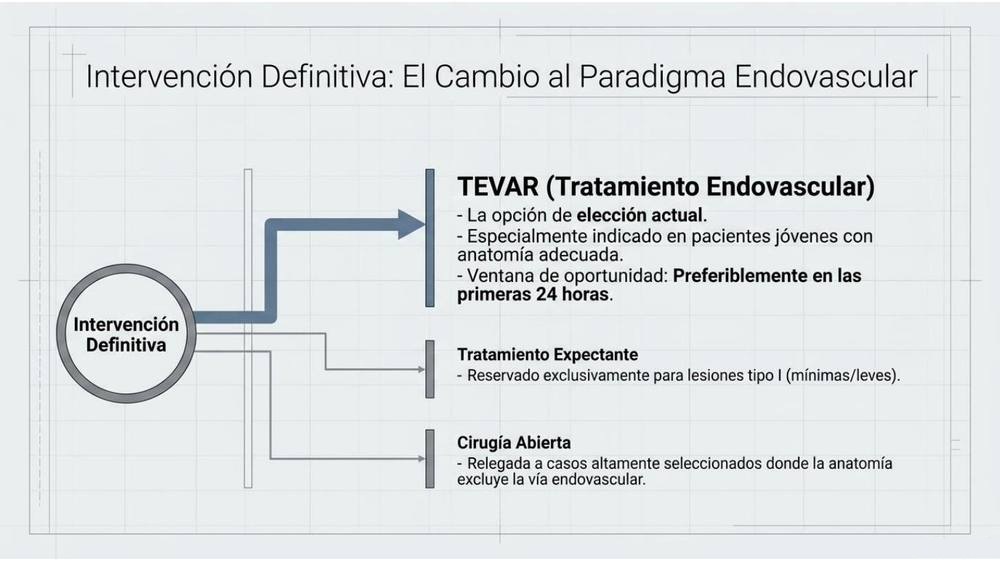 Intervención Definitiva: El Cambio al Paradigma Endovascular
Intervención
Definitiva
TEVAR (Tratamiento Endovascular)
- La opción de elección actual.
- Especialmente indicado en pacientes jóvenes con
anatomía adecuada.
- Ventana de oportunidad: Preferiblemente en las
primeras 24 horas.
Tratamiento Expectante
- Reservado exclusivamente para lesiones tipo I (mínimas/leves).
Cirugía Abierta
- Relegada a casos altamente seleccionados donde la anatomía
excluye la vía endovascular.